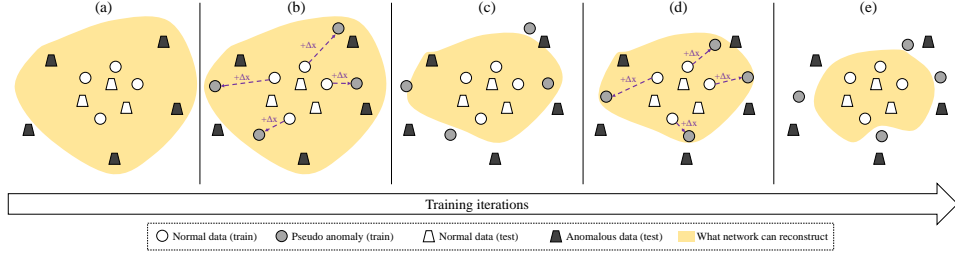 (a) (b) (c) (d) (e)
+Δx +Δx +Δx +Δx
+Δx +Δx +Δx +Δx
Training iterations
Normal data (train) Pseudo anomaly (train) Normal data (test) Anomalous data (test) What network can reconstruct